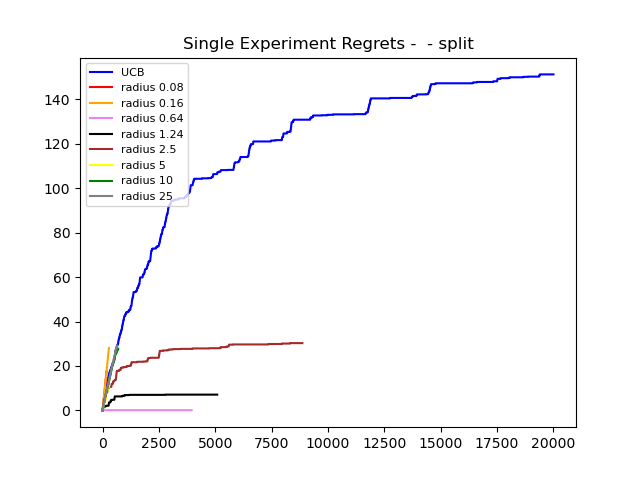 Single Experiment Regrets -  - split
UCB
radius 0.08
radius 0.16
radius 0.64
radius 1.24
radius 2.5
radius 5
radius 10
radius 25
140
120
100
80
60
40
20
0
0 2500 5000 7500 10000 12500 15000 17500 20000